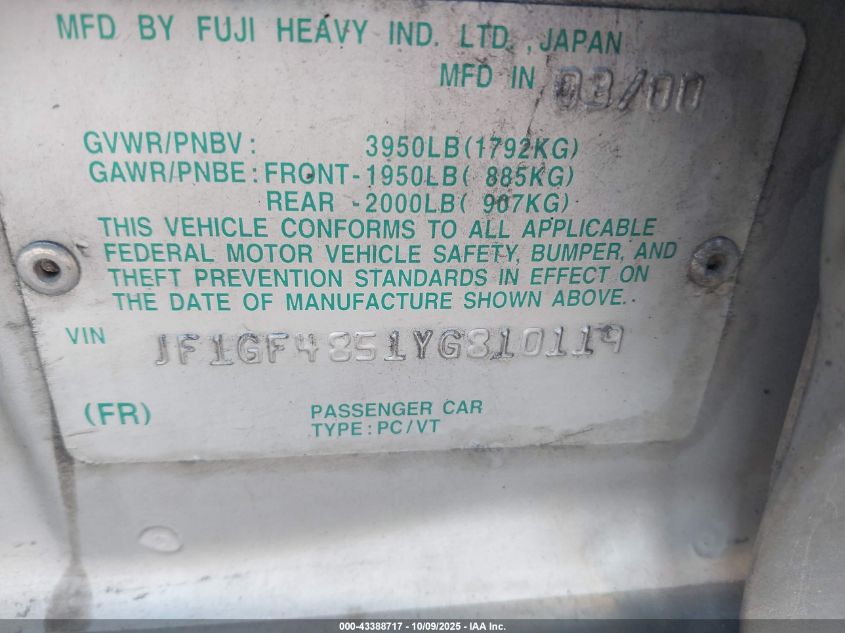 MFD BY FUJI HEAVY IND. LTD., JAPAN
MFD IN 03/00
GVWR/PNBV: 3950LB(1792KG)
GAWR/PNBE: FRONT-1950LB( 885KG)
REAR -2000LB( 907KG)
THIS VEHICLE CONFORMS TO ALL APPLICABLE
FEDERAL MOTOR VEHICLE SAFETY, BUMPER, AND
THEFT PREVENTION STANDARDS IN EFFECT ON
THE DATE OF MANUFACTURE SHOWN ABOVE..
VIN JF1GF4851YG810119
(FR) PASSENGER CAR
TYPE: PC/VT
000-43388717 - 10/09/2025 - IAA Inc.